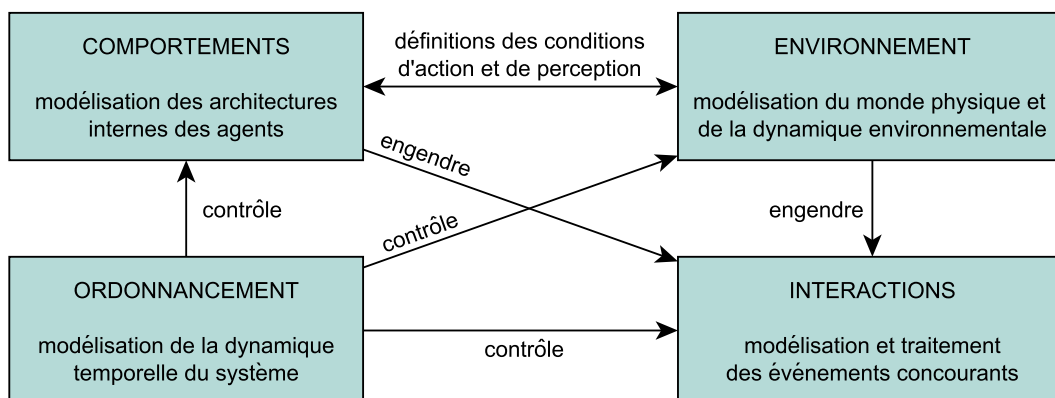 COMPORTEMENTS
modélisation des architectures
internes des agents
définitions des conditions
d'action et de perception
ENVIRONNEMENT
modélisation du monde physique et
de la dynamique environnementale
engendre
contrôle
contrôle
engendre
ORDONNANCEMENT
modélisation de la dynamique
temporelle du système
contrôle
INTERACTIONS
modélisation et traitement
des événements concourants